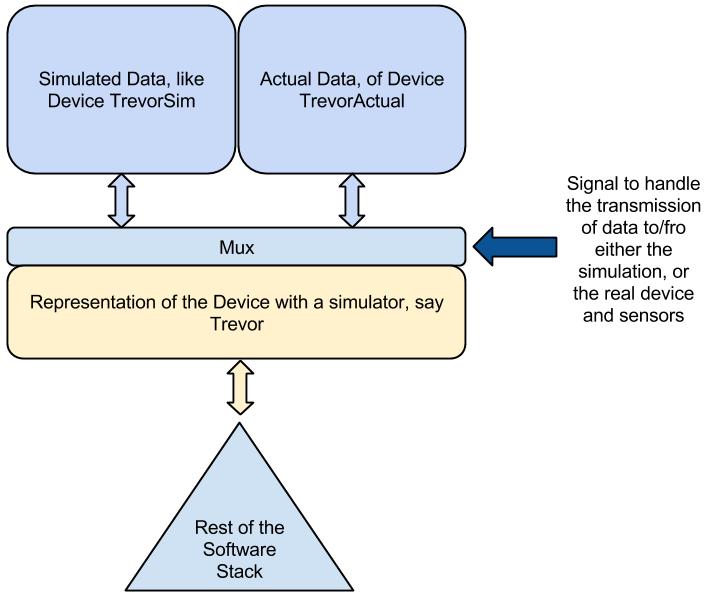 Simulated Data, like
Device TrevorSim
Actual Data, of Device
TrevorActual
Signal to handle
the transmission
of data to/fro
either the
simulation, or
the real device
and sensors
Mux
Representation of the Device with a simulator, say
Trevor
Rest of the
Software
Stack